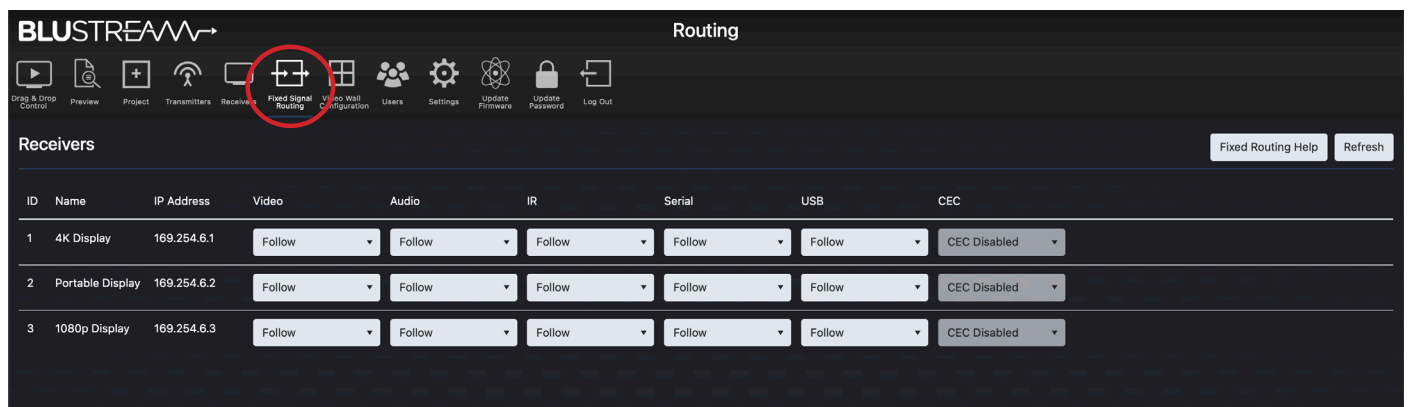 BLUSTREAM
Routing
Drag & Drop Control
Preview
Project
Transmitters
Receivers
Fixed Signal Routing
Video Wall Configuration
Users
Settings
Update Firmware
Update Password
Log Out
Receivers
Fixed Routing Help Refresh
ID Name IP Address Video Audio IR Serial USB CEC
1 4K Display 169.254.6.1 Follow Follow Follow Follow Follow CEC Disabled
2 Portable Display 169.254.6.2 Follow Follow Follow Follow Follow CEC Disabled
3 1080p Display 169.254.6.3 Follow Follow Follow Follow Follow CEC Disabled